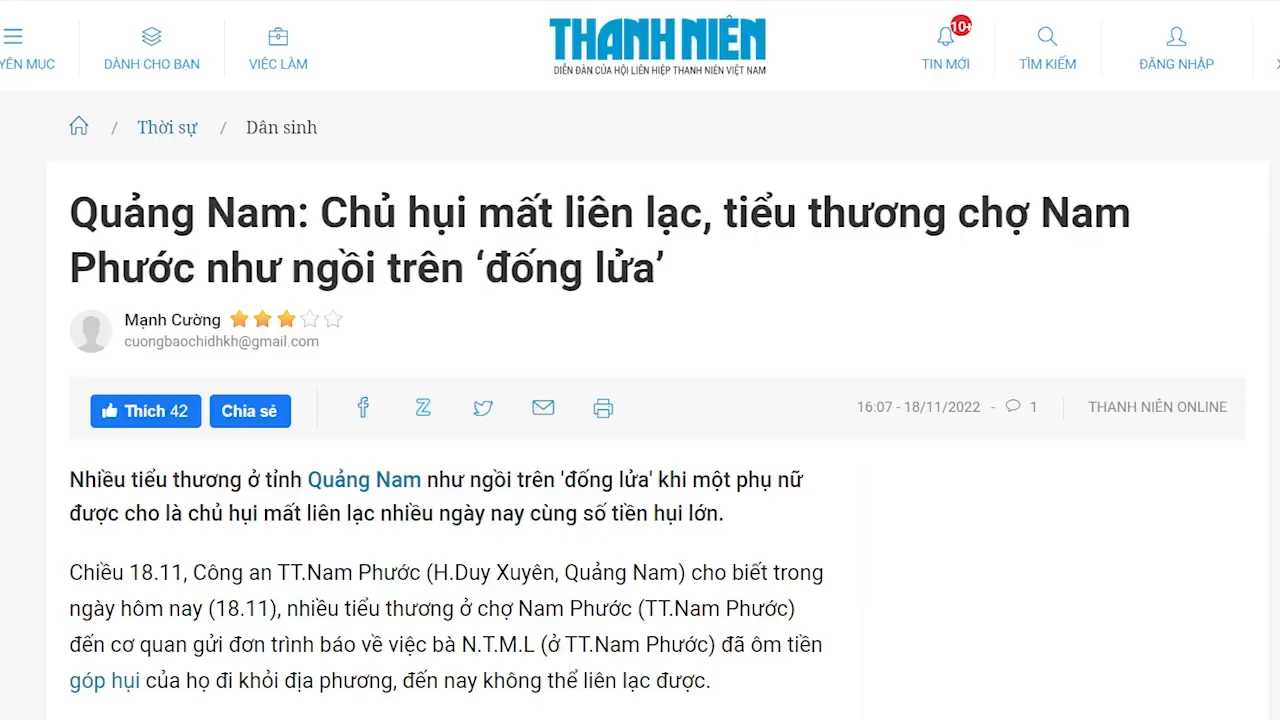 YÊN MỤC
DÀNH CHO BẠN
VIỆC LÀM
THANH NIÊN
DIỄN ĐÀN CỦA HỘI LIÊN HIỆP THANH NIÊN VIỆT NAM
10+
TIN MỚI
TÌM KIẾM
ĐĂNG NHẬP
/ Thời sự / Dân sinh
Quảng Nam: Chủ hụi mất liên lạc, tiểu thương chợ Nam
Phước như ngồi trên ‘đống lửa’
Mạnh Cường
cuongbaochidhkh@gmail.com
Thích 42 Chia sẻ
16:07 - 18/11/2022 - 1 THANH NIÊN ONLINE
Nhiều tiểu thương ở tỉnh Quảng Nam như ngồi trên 'đống lửa' khi một phụ nữ
được cho là chủ hụi mất liên lạc nhiều ngày nay cùng số tiền hụi lớn.
Chiều 18.11, Công an TT.Nam Phước (H.Duy Xuyên, Quảng Nam) cho biết trong
ngày hôm nay (18.11), nhiều tiểu thương ở chợ Nam Phước (TT.Nam Phước)
đến cơ quan gửi đơn trình báo về việc bà N.T.M.L (ở TT.Nam Phước) đã ôm tiền
góp hụi của họ đi khỏi địa phương, đến nay không thể liên lạc được.